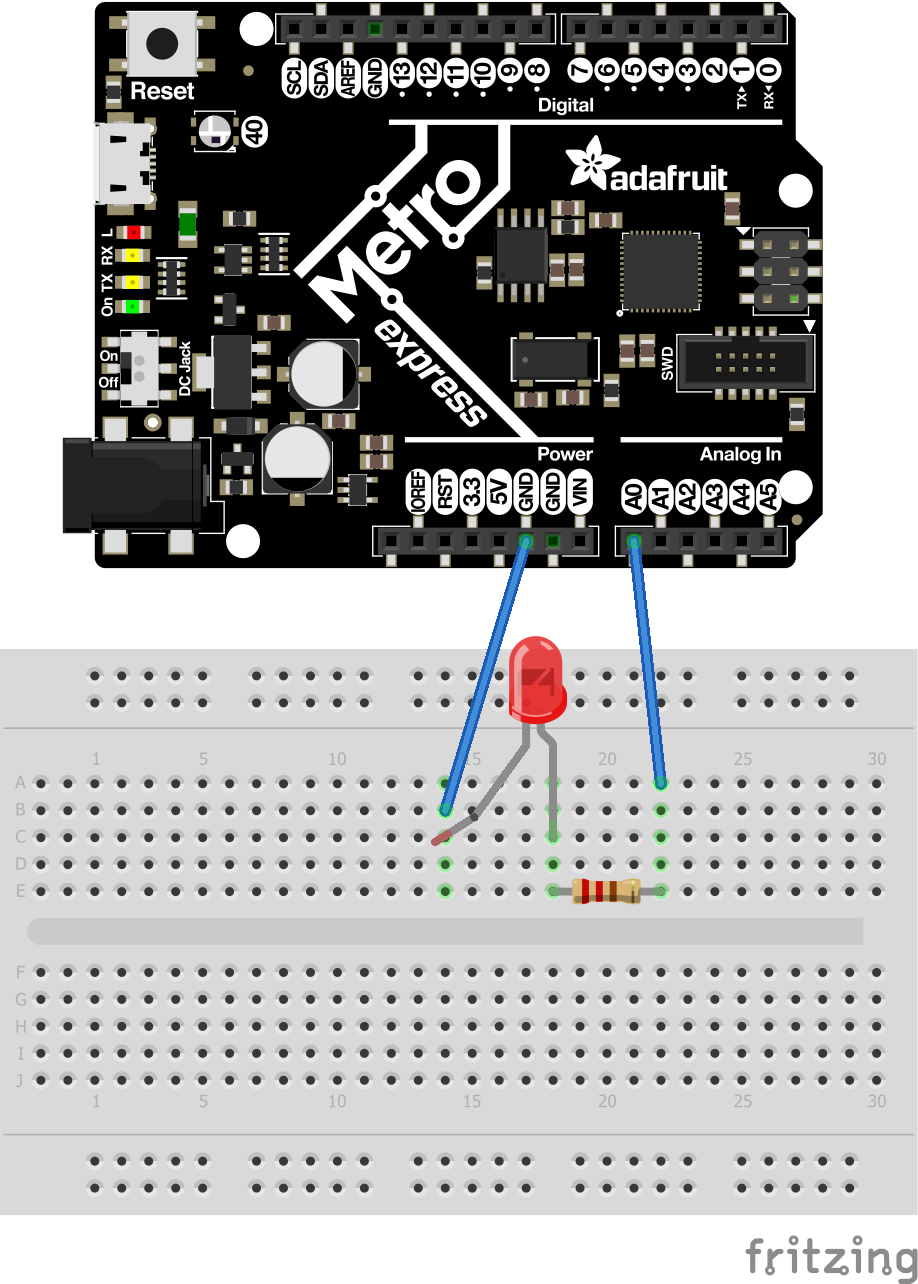 Reset
SCL SDA AREF GND 13 12 11 10 9 8 7 6 5 4 3 2 1 0
TX▸ RX◂
Digital
40
adafruit
Metro
express
L
RX
TX
On
On
Off
DC Jack
SWD
Power
Analog In
IOREF RST 3.3 5V GND GND VIN A0 A1 A2 A3 A4 A5
1 5 10 15 20 25 30
A
B
C
D
E
F
G
H
I
J
1 5 10 15 20 25 30
fritzing